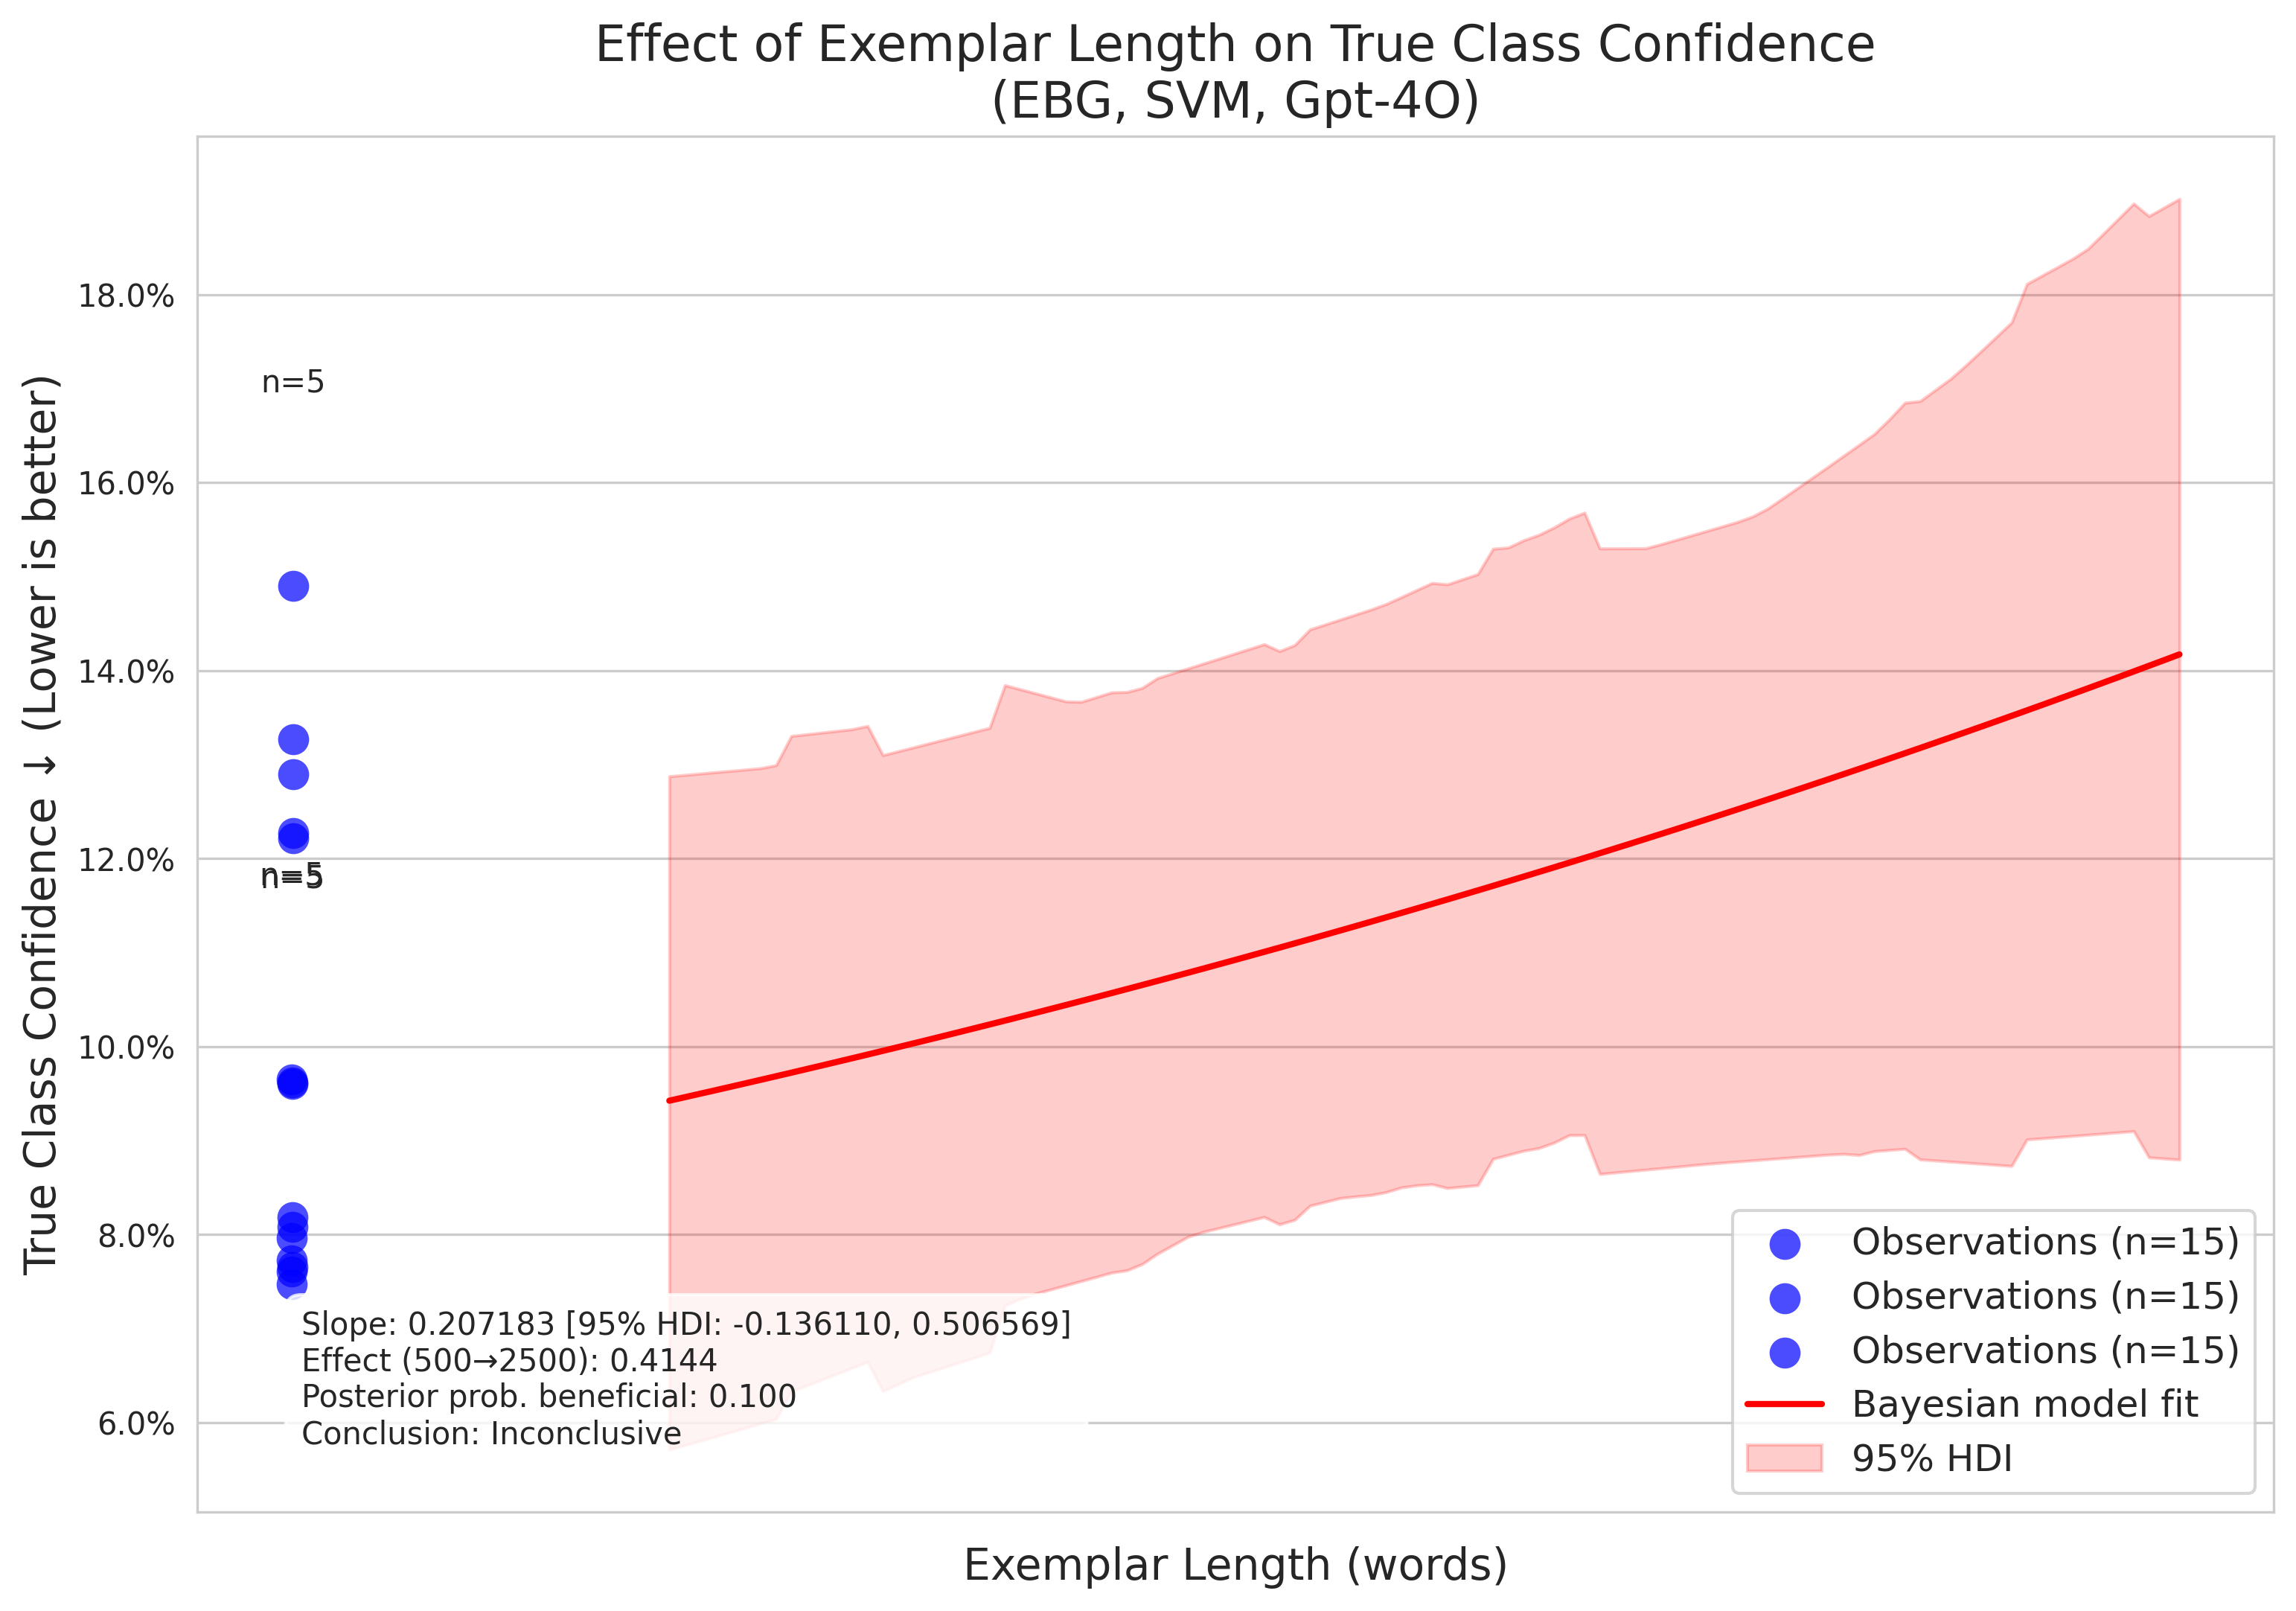 Effect of Exemplar Length on True Class Confidence
(EBG, SVM, Gpt-4O)
True Class Confidence ↓ (Lower is better)
18.0%
16.0%
14.0%
12.0%
10.0%
8.0%
6.0%
n=5
n=5
n=5
Slope: 0.207183 [95% HDI: -0.136110, 0.506569]
Effect (500→2500): 0.4144
Posterior prob. beneficial: 0.100
Conclusion: Inconclusive
Observations (n=15)
Observations (n=15)
Observations (n=15)
Bayesian model fit
95% HDI
Exemplar Length (words)